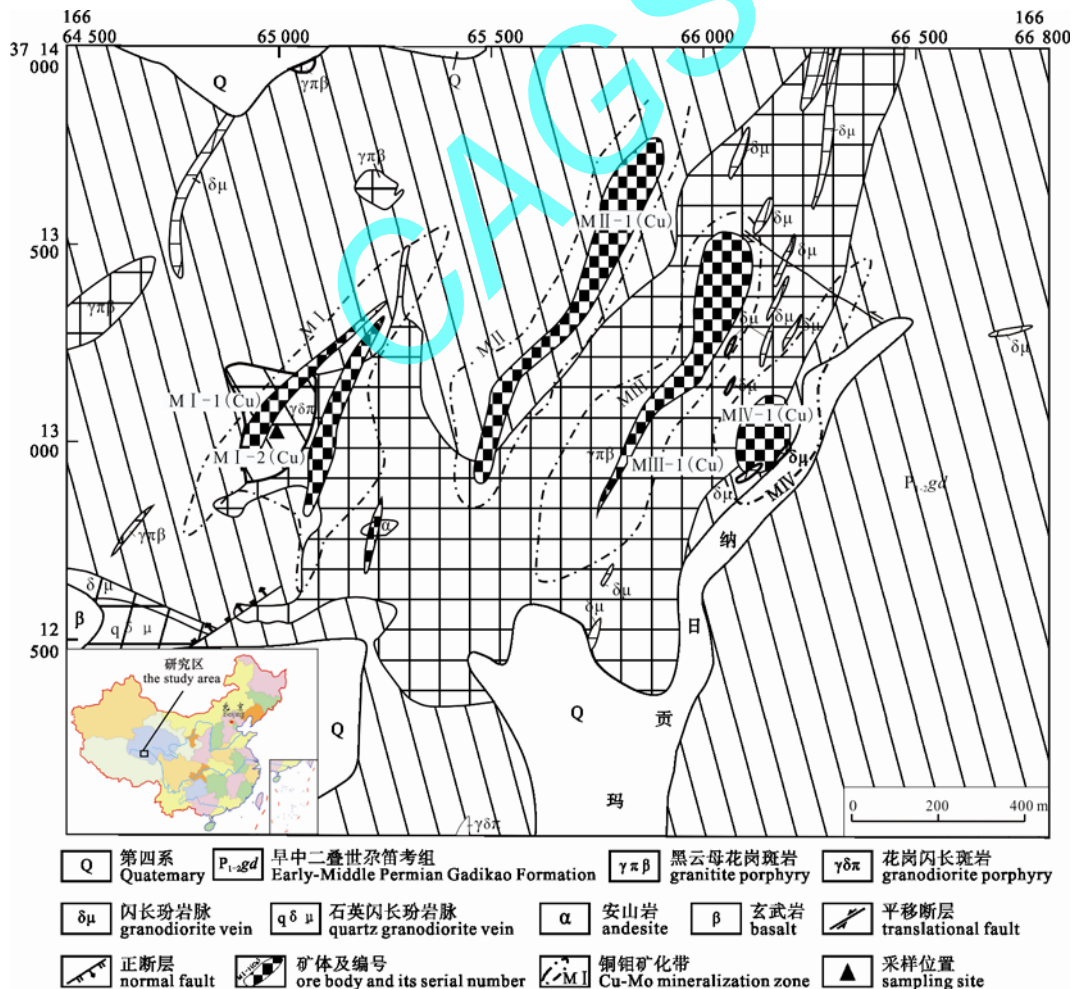 166
166
64 500
65 000
65 500
66 000
66 500
66 800
37 14
000
13
500
13
000
12
500
CAGS
Q
γπβ
Q
δμ
γπβ
δμ
δμ
MⅡ-1(Cu)
δμ
γπβ
MⅠ
MⅡ
δμ
δμ
δμ
δμ
MⅢ
δμ
MⅠ-1(Cu)
γδπ
MⅣ-1(Cu)
MⅠ-2(Cu)
γπβ
MⅢ-1(Cu)
δμ
δμ
MⅣ
P₁₋₂gd
γπβ
α
纳
δμ
δμ
δμ
β
qδμ
日
研究区
the study area
北京
Beijing
Q
Q
贡
玛
γδπ
0 200 400 m
Q 第四系
Quaternary
P₁₋₂gd 早中二叠世尕笛考组
Early-Middle Permian Gadikao Formation
γπβ 黑云母花岗斑岩
granitite porphyry
γδπ 花岗闪长斑岩
granodiorite porphyry
δμ 闪长玢岩脉
granodiorite vein
qδμ 石英闪长玢岩脉
quartz granodiorite vein
α 安山岩
andesite
β 玄武岩
basalt
平移断层
translational fault
正断层
normal fault
矿体及编号
ore body and its serial number
MⅠ 铜钼矿化带
Cu-Mo mineralization zone
采样位置
sampling site